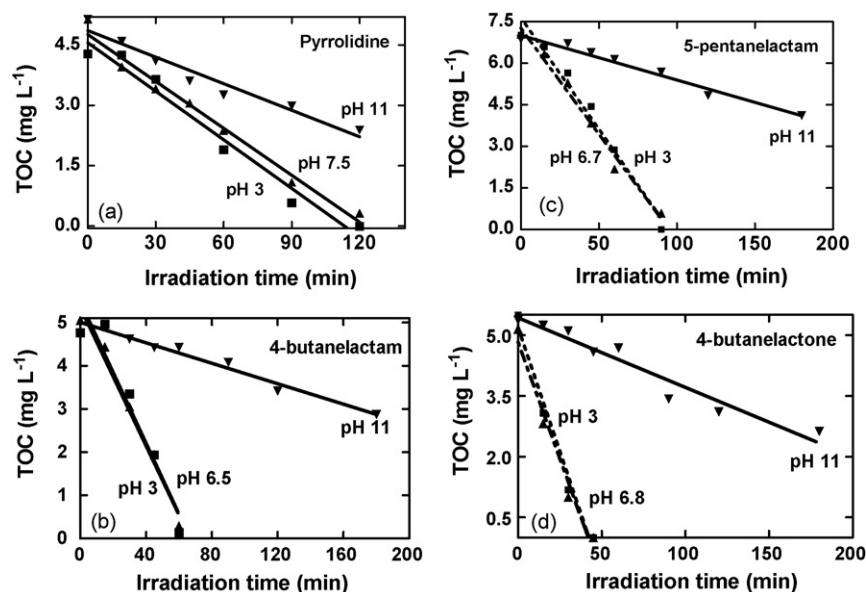 Pyrrolidine
4.5
3.0
1.5
0.0
TOC (mg L⁻¹)
pH 11
pH 7.5
pH 3
(a)
0 30 60 90 120
Irradiation time (min)
5-pentanelactam
7.5
6.0
4.5
3.0
1.5
0.0
TOC (mg L⁻¹)
pH 11
pH 6.7
pH 3
(c)
0 50 100 150 200
Irradiation time (min)
4-butanelactam
5
4
3
2
1
0
TOC (mg L⁻¹)
pH 11
pH 3
pH 6.5
(b)
0 40 80 120 160 200
Irradiation time (min)
4-butanelactone
5.0
3.5
2.0
0.5
TOC (mg L⁻¹)
pH 3
pH 11
pH 6.8
(d)
0 50 100 150 200
Irradiation time (min)